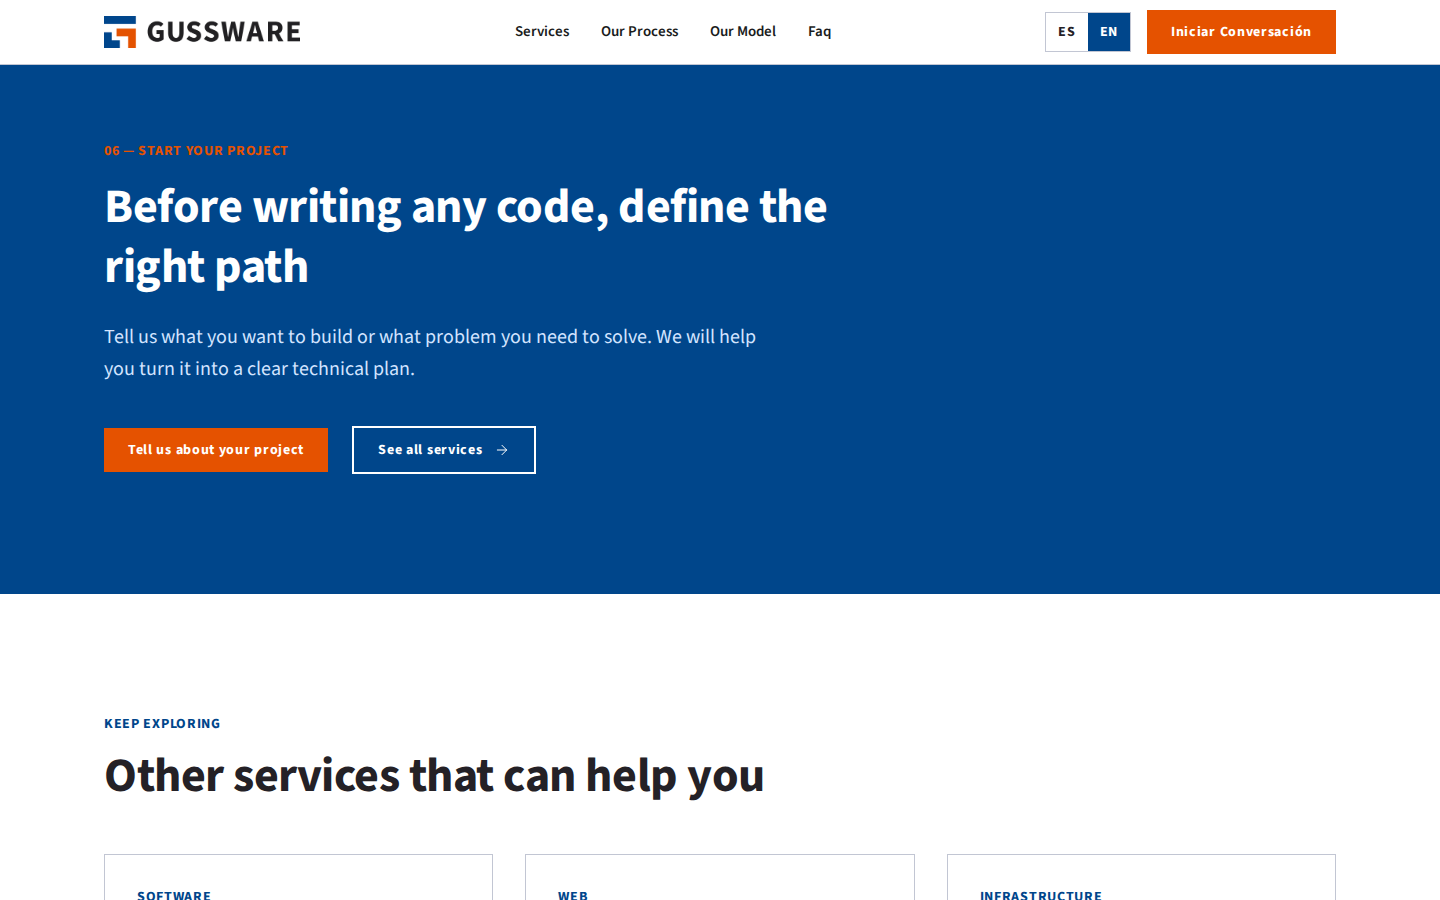 GUSSWARE
Services
Our Process
Our Model
Faq
ES
EN
Iniciar Conversación
06 — START YOUR PROJECT
Before writing any code, define the
right path
Tell us what you want to build or what problem you need to solve. We will help
you turn it into a clear technical plan.
Tell us about your project
See all services →
KEEP EXPLORING
Other services that can help you
SOFTWARE
WEB
INFRASTRUCTURE